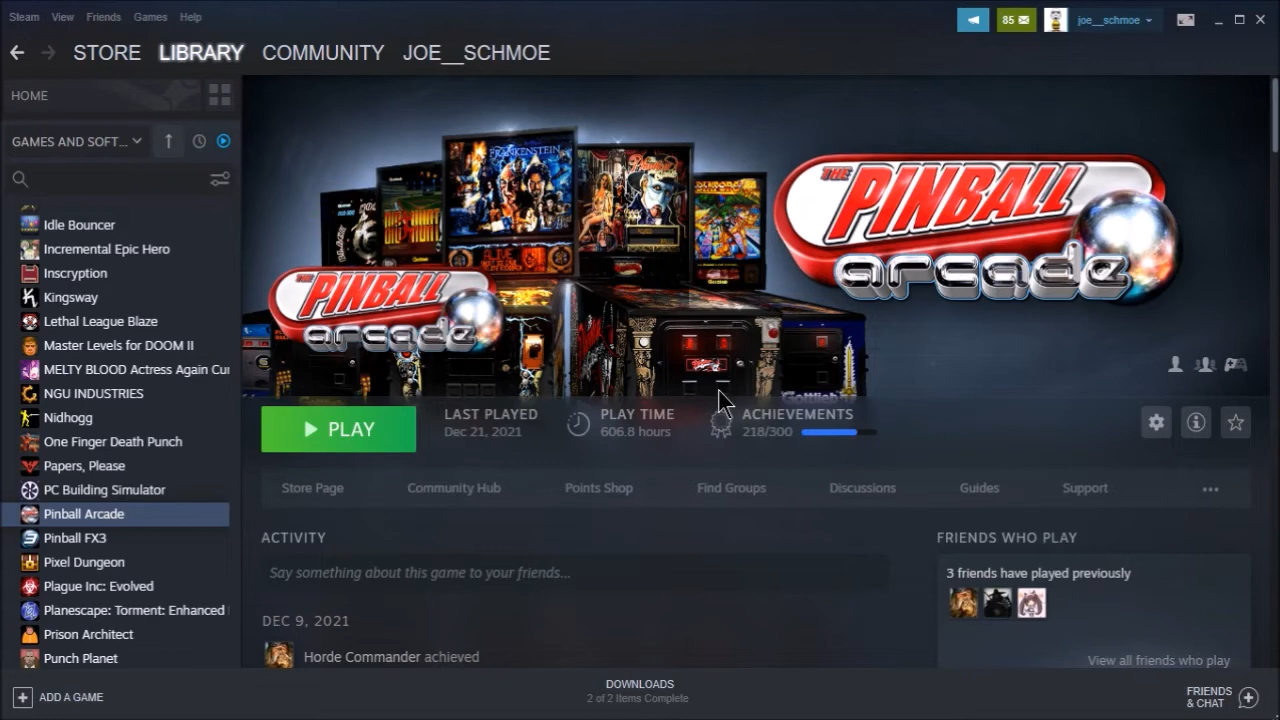 Steam View Friends Games Help
85
joe__schmoe
STORE LIBRARY COMMUNITY JOE__SCHMOE
HOME
GAMES AND SOFT...
Idle Bouncer
Incremental Epic Hero
Inscryption
Kingsway
Lethal League Blaze
Master Levels for DOOM II
MELTY BLOOD Actress Again Cur
NGU INDUSTRIES
Nidhogg
One Finger Death Punch
Papers, Please
PC Building Simulator
Pinball Arcade
Pinball FX3
Pixel Dungeon
Plague Inc: Evolved
Planescape: Torment: Enhanced
Prison Architect
Punch Planet
ADD A GAME
FRANKENSTEIN
THE PINBALL arcade
THE PINBALL arcade
Gottlieb
PLAY
LAST PLAYED
Dec 21, 2021
PLAY TIME
606.8 hours
ACHIEVEMENTS
218/300
Store Page Community Hub Points Shop Find Groups Discussions Guides Support ...
ACTIVITY
Say something about this game to your friends...
DEC 9, 2021
Horde Commander achieved
FRIENDS WHO PLAY
3 friends have played previously
View all friends who play
DOWNLOADS
2 of 2 Items Complete
FRIENDS
& CHAT